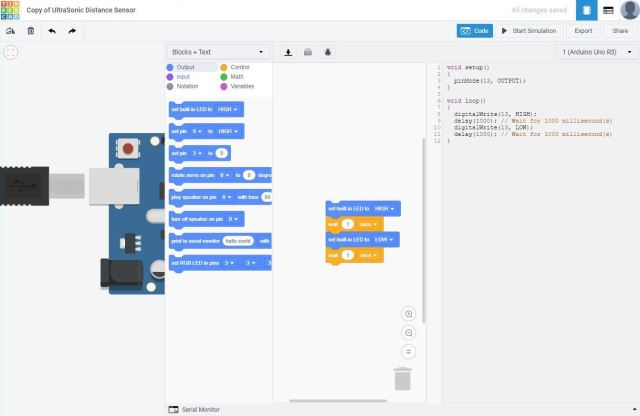 TIN
KER
CAD
Copy of UltraSonic Distance Sensor
All changes saved
Code
Start Simulation
Export
Share
Blocks + Text
1 (Arduino Uno R3)
Output
Control
Input
Math
Notation
Variables
set built-in LED to HIGH
set pin 0 to HIGH
set pin 3 to 0
rotate servo on pin 0 to 0 degre
play speaker on pin 0 with tone 60
turn off speaker on pin 0
print to serial monitor hello world with
set RGB LED in pins 3 3 3
set built-in LED to HIGH
wait 1 secs
set built-in LED to LOW
wait 1 secs
1 void setup()
2 {
3 pinMode(13, OUTPUT);
4 }
5
6 void loop()
7 {
8 digitalWrite(13, HIGH);
9 delay(1000); // Wait for 1000 millisecond(s)
10 digitalWrite(13, LOW);
11 delay(1000); // Wait for 1000 millisecond(s)
12 }
Serial Monitor